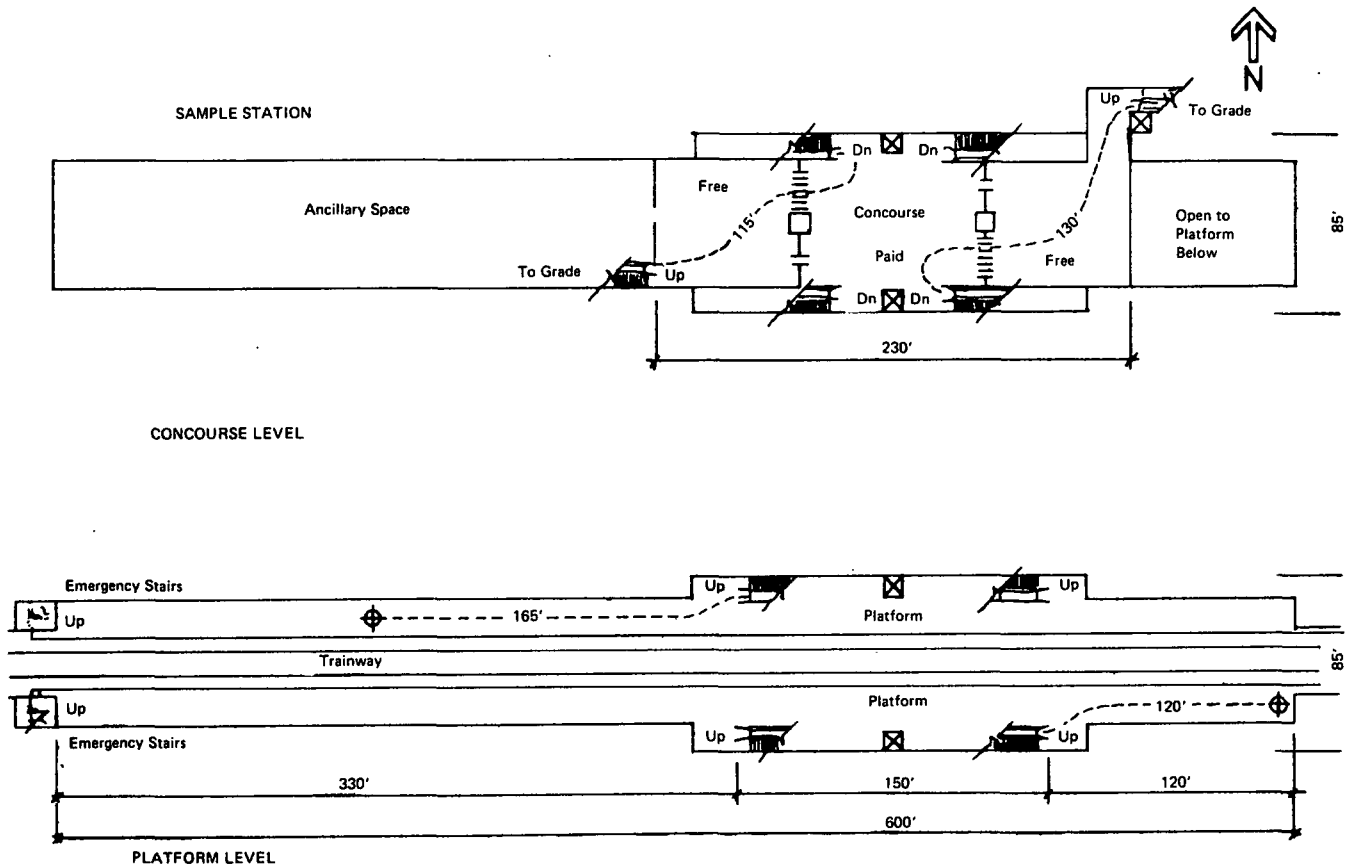 N
SAMPLE STATION
Up
To Grade
Dn
Dn
Free
Ancillary Space
Concourse
115'
130'
Open to
Platform
Below
85'
Paid
Free
To Grade
Up
Dn
Dn
230'
CONCOURSE LEVEL
Emergency Stairs
Up
Up
Up
165'
Platform
Trainway
85'
Platform
Up
120'
Up
Up
Emergency Stairs
330'
150'
120'
600'
PLATFORM LEVEL